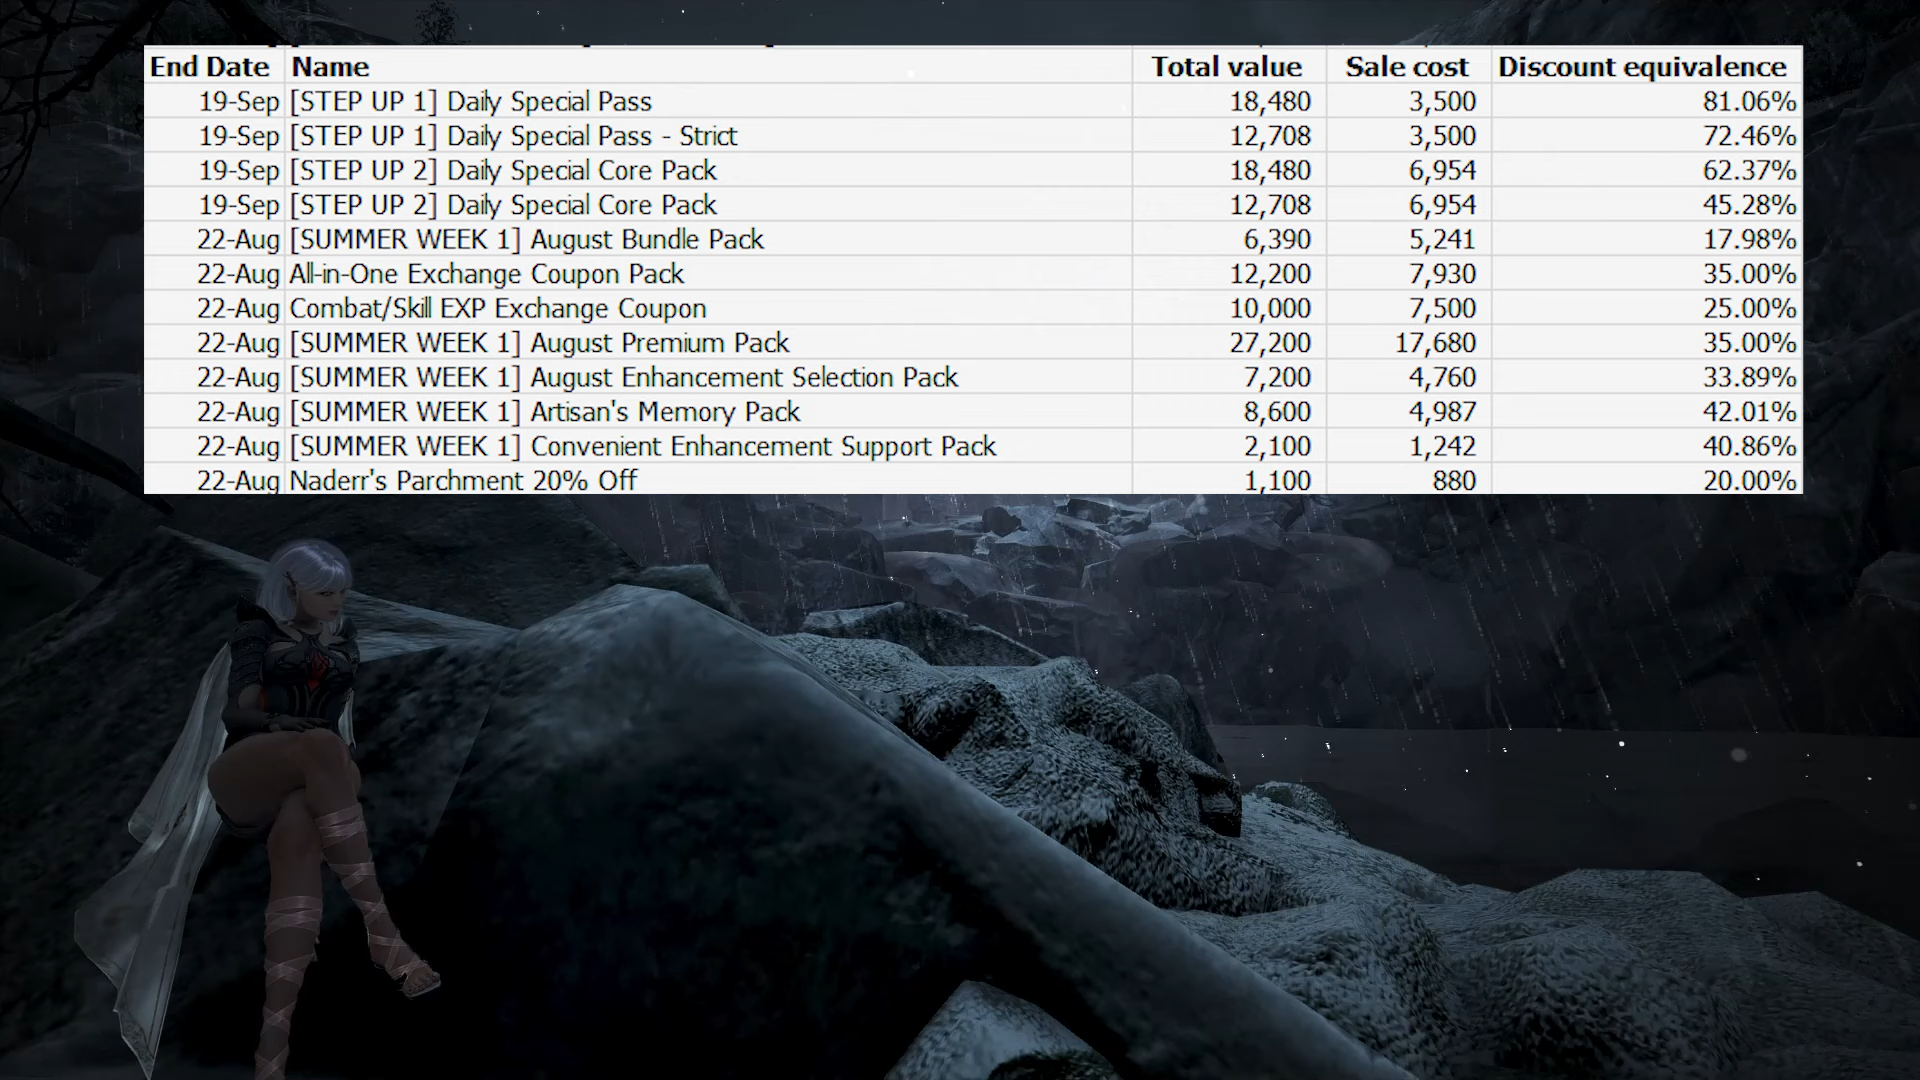 End Date Name Total value Sale cost Discount equivalence
19-Sep [STEP UP 1] Daily Special Pass 18,480 3,500 81.06%
19-Sep [STEP UP 1] Daily Special Pass - Strict 12,708 3,500 72.46%
19-Sep [STEP UP 2] Daily Special Core Pack 18,480 6,954 62.37%
19-Sep [STEP UP 2] Daily Special Core Pack 12,708 6,954 45.28%
22-Aug [SUMMER WEEK 1] August Bundle Pack 6,390 5,241 17.98%
22-Aug All-in-One Exchange Coupon Pack 12,200 7,930 35.00%
22-Aug Combat/Skill EXP Exchange Coupon 10,000 7,500 25.00%
22-Aug [SUMMER WEEK 1] August Premium Pack 27,200 17,680 35.00%
22-Aug [SUMMER WEEK 1] August Enhancement Selection Pack 7,200 4,760 33.89%
22-Aug [SUMMER WEEK 1] Artisan's Memory Pack 8,600 4,987 42.01%
22-Aug [SUMMER WEEK 1] Convenient Enhancement Support Pack 2,100 1,242 40.86%
22-Aug Naderr's Parchment 20% Off 1,100 880 20.00%